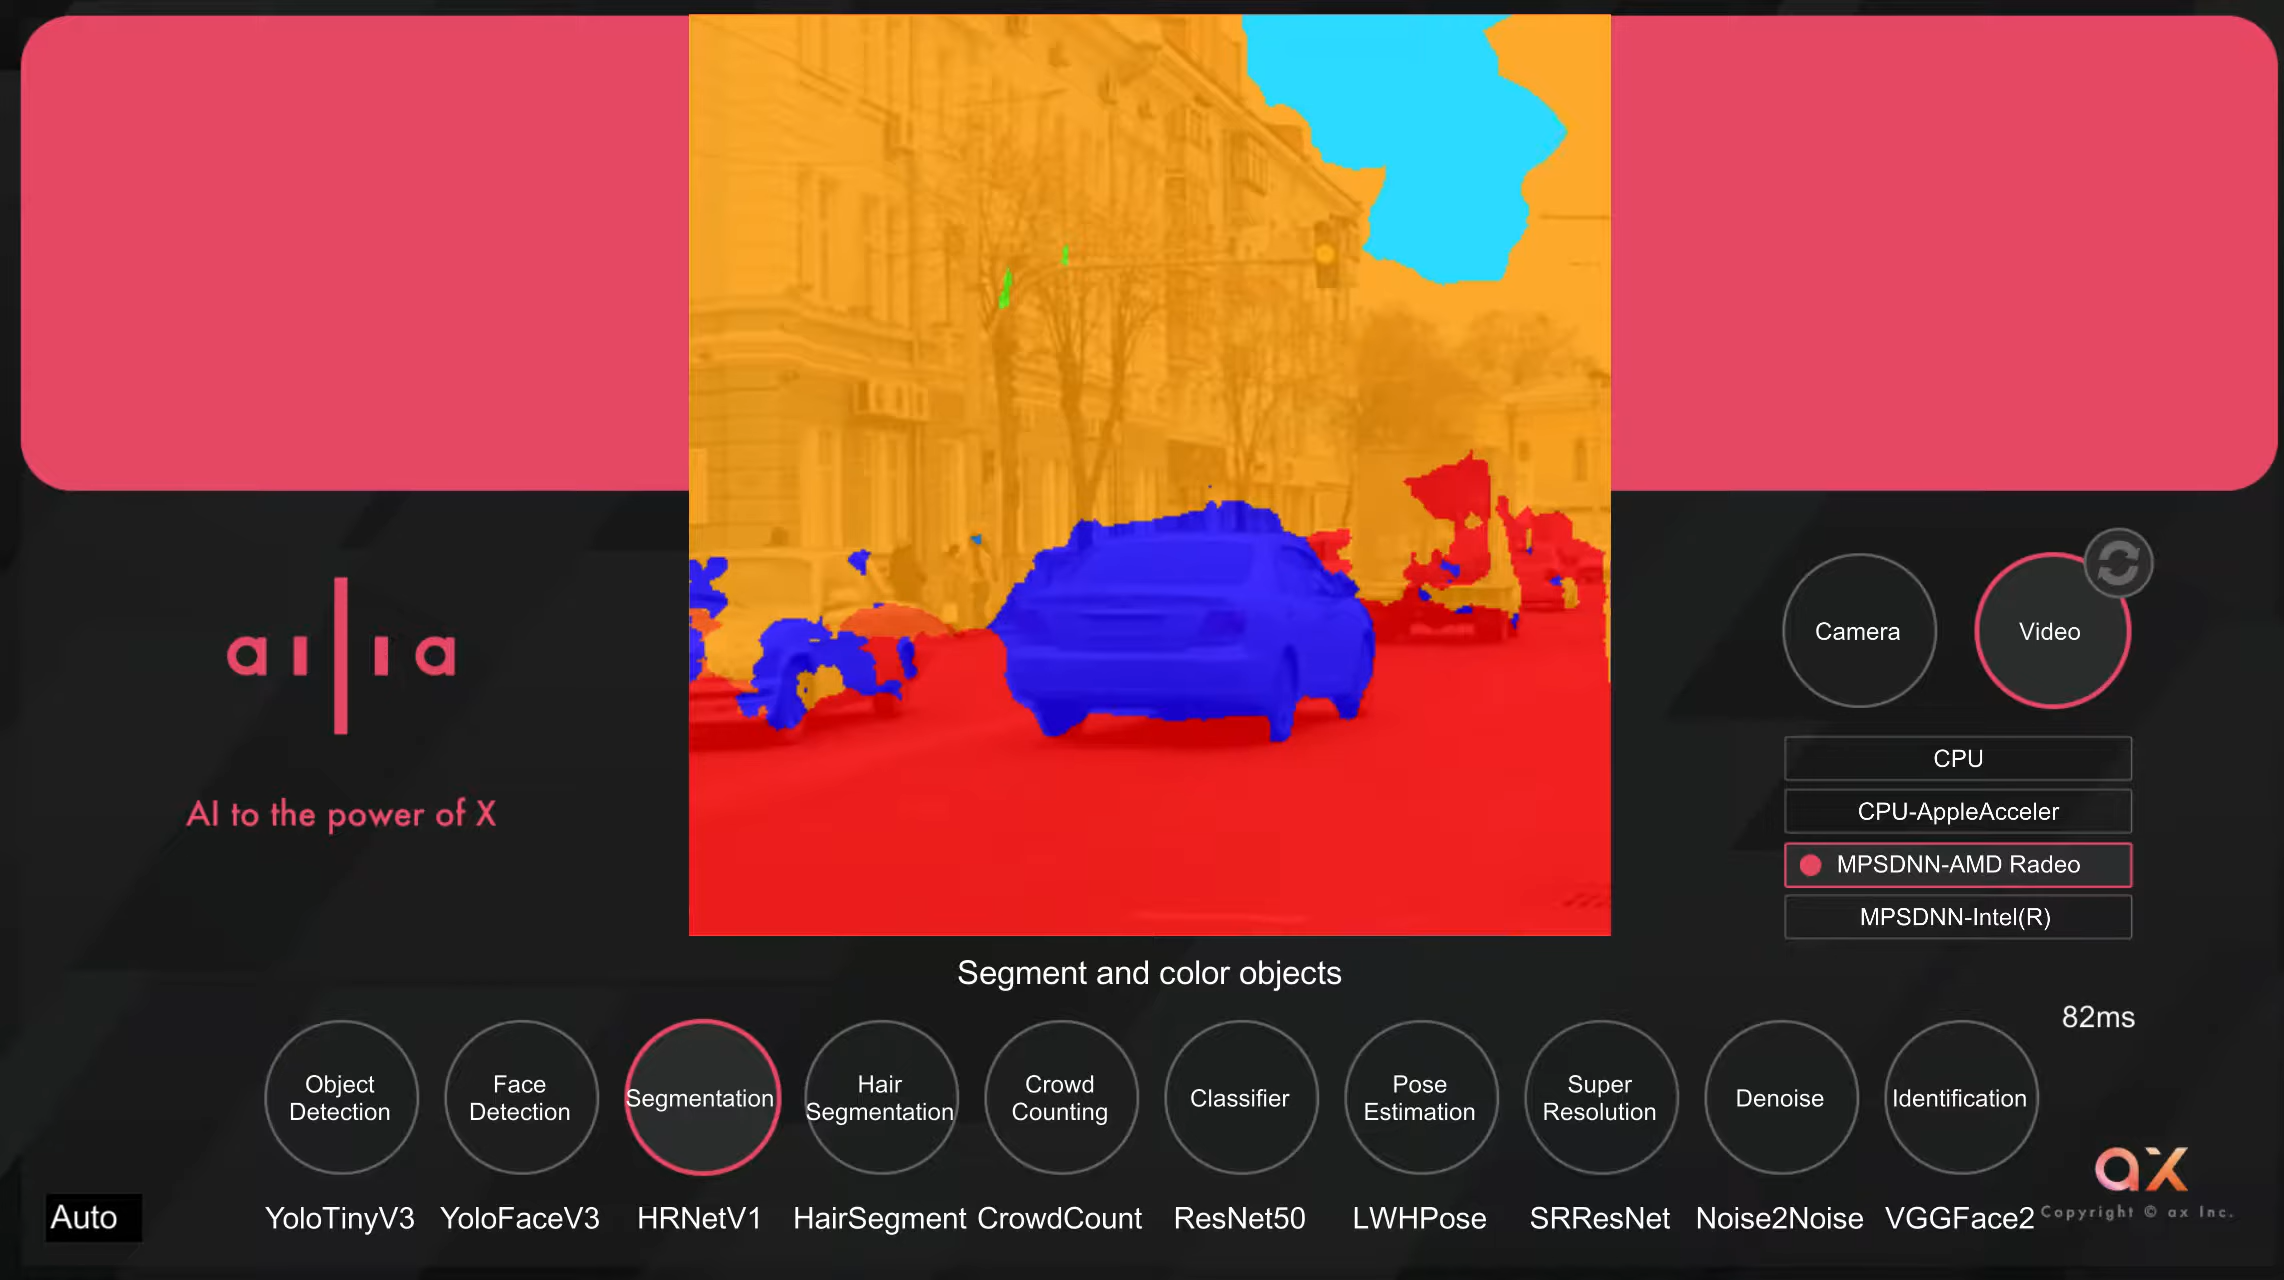 ailia
AI to the power of X
Camera
Video
CPU
CPU-AppleAcceler
MPSDNN-AMD Radeo
MPSDNN-Intel(R)
Segment and color objects
82ms
Object
Detection
Face
Detection
Segmentation
Hair
Segmentation
Crowd
Counting
Classifier
Pose
Estimation
Super
Resolution
Denoise
Identification
Auto
YoloTinyV3
YoloFaceV3
HRNetV1
HairSegment
CrowdCount
ResNet50
LWHPose
SRResNet
Noise2Noise
VGGFace2
ax
Copyright © ax Inc.